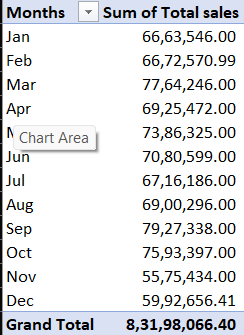 Months Sum of Total sales
Jan 66,63,546.00
Feb 66,72,570.99
Mar 77,64,246.00
Apr 69,25,472.00
M 73,86,325.00
Chart Area
Jun 70,80,599.00
Jul 67,16,186.00
Aug 69,00,296.00
Sep 79,27,338.00
Oct 75,93,397.00
Nov 55,75,434.00
Dec 59,92,656.41
Grand Total 8,31,98,066.40